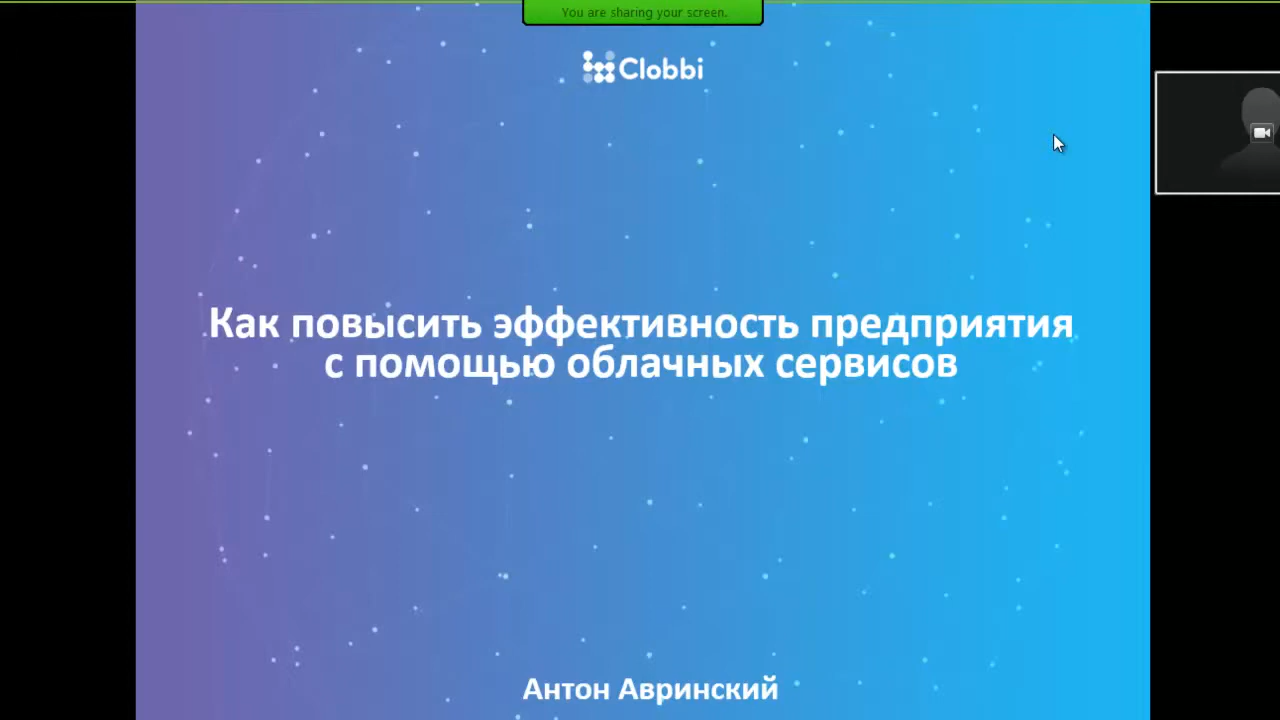 You are sharing your screen.
Clobbi
Как повысить эффективность предприятия
с помощью облачных сервисов
Антон Авринский